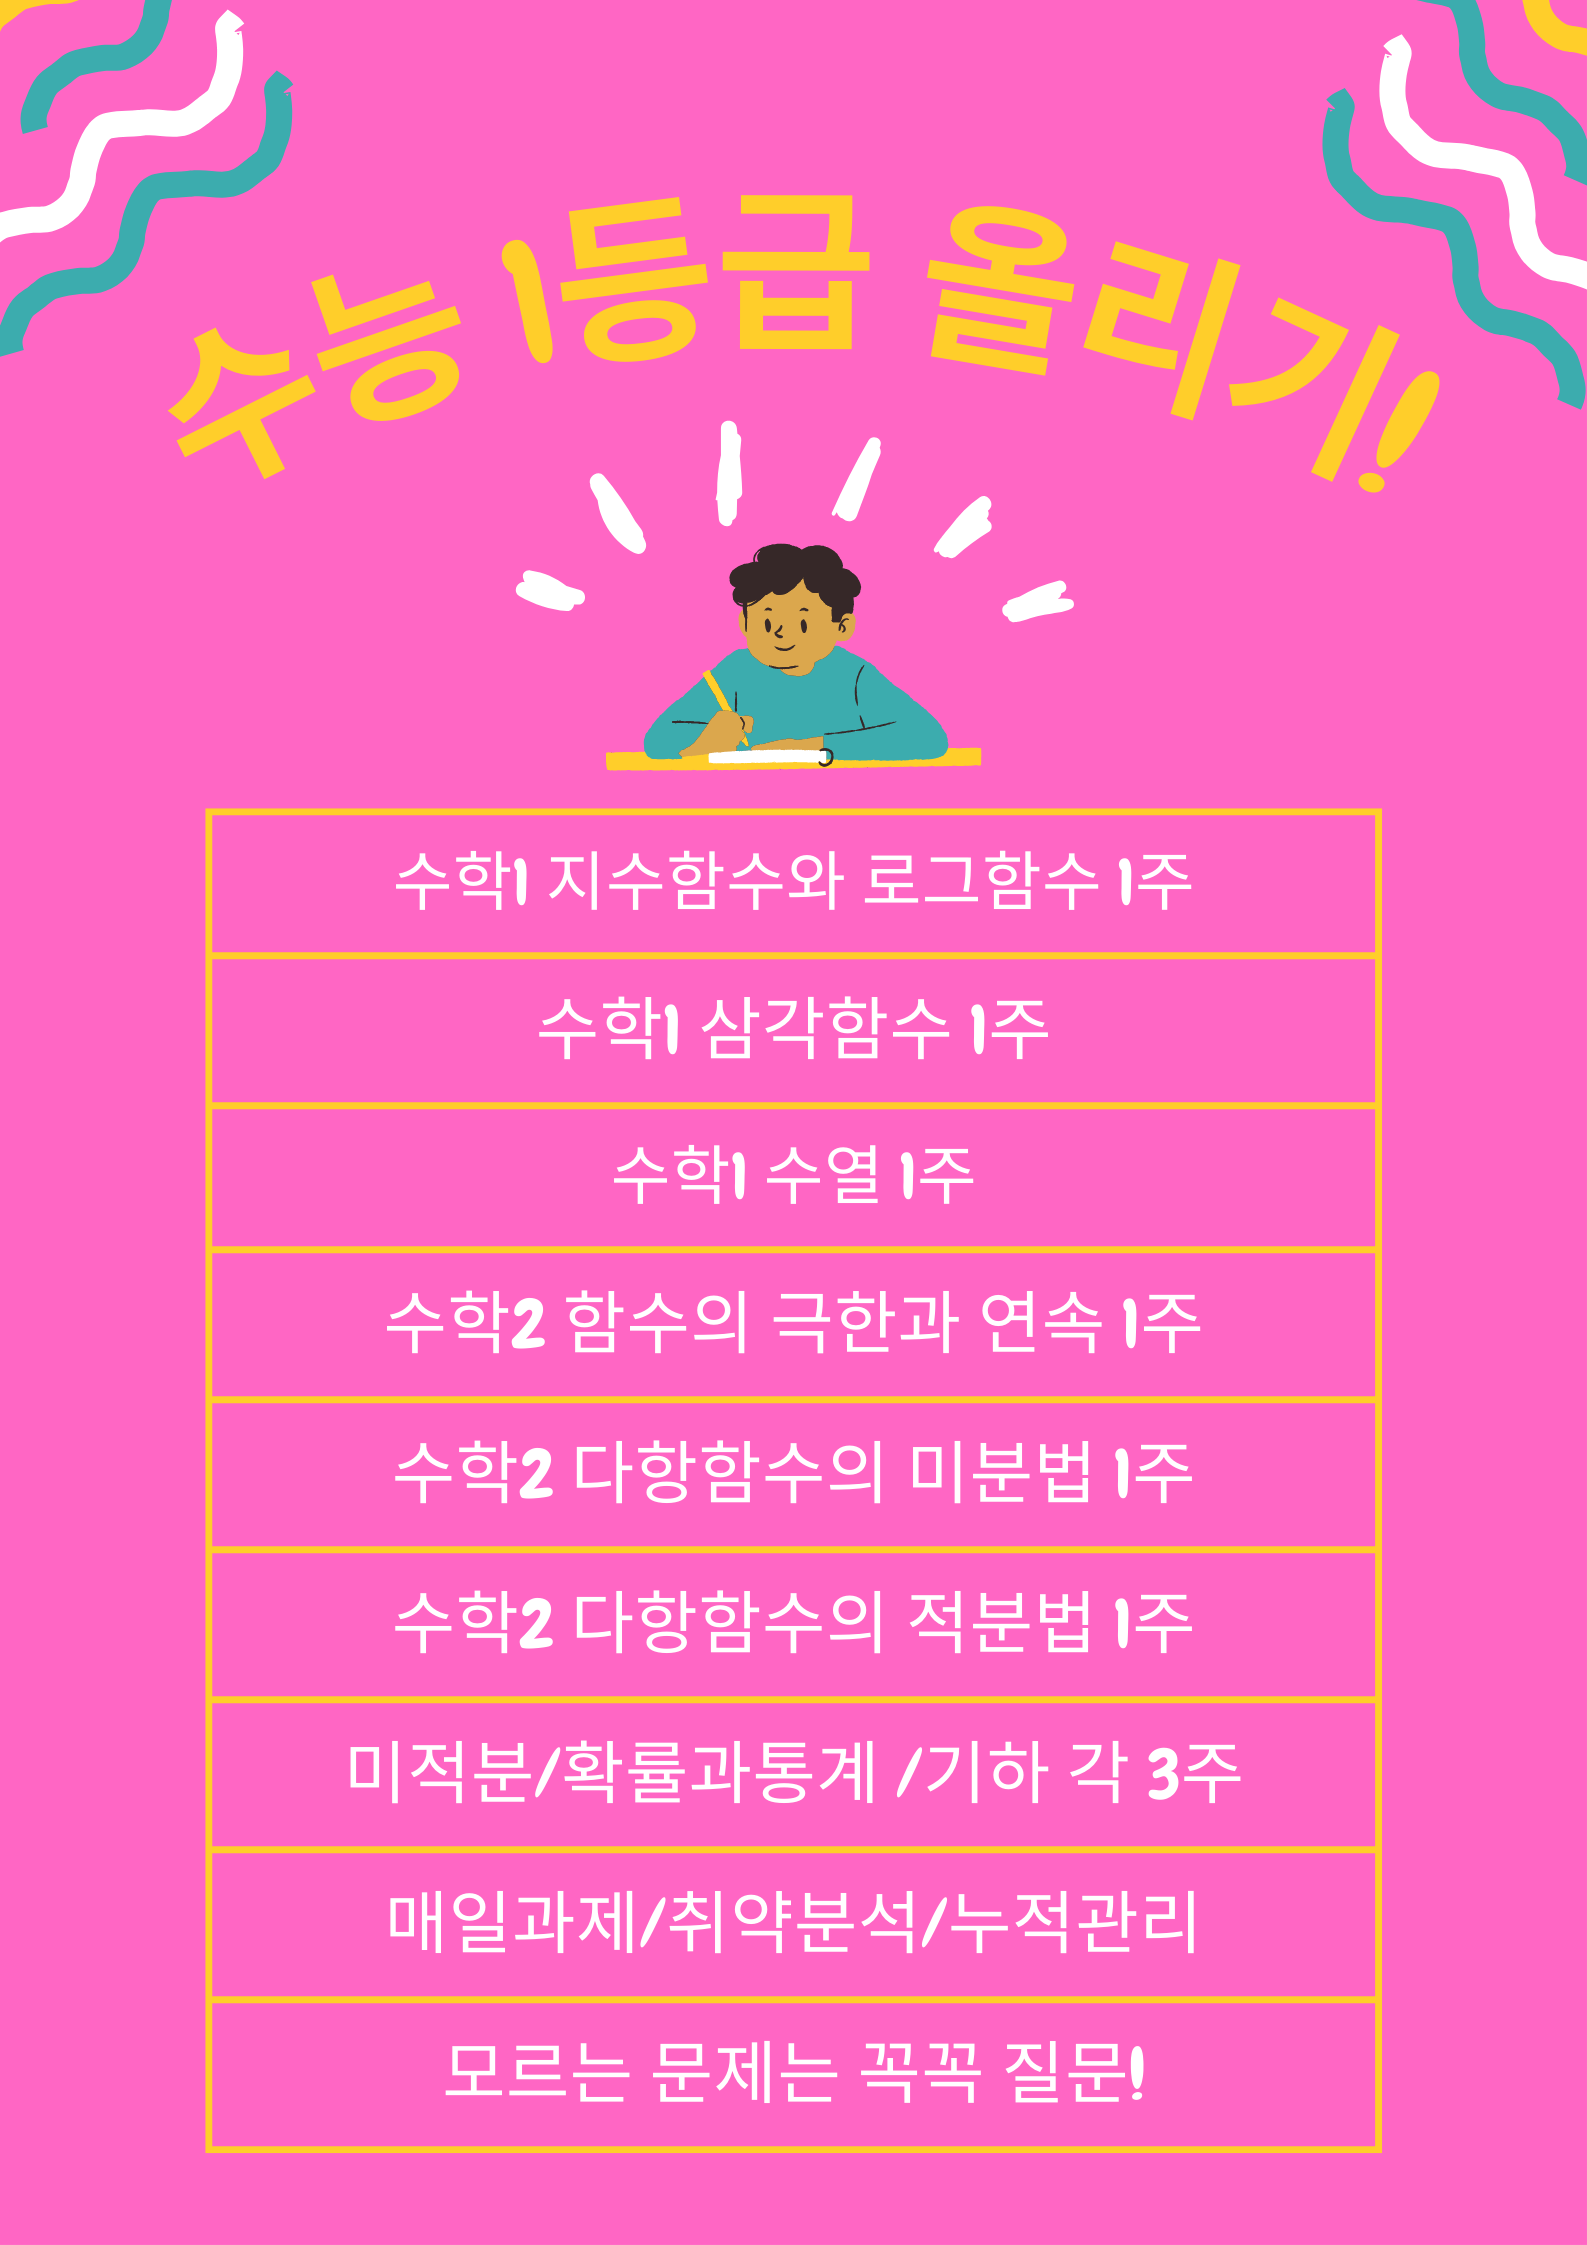 수능 1등급 올리기!
수학1 지수함수와 로그함수 1주
수학1 삼각함수 1주
수학1 수열 1주
수학2 함수의 극한과 연속 1주
수학2 다항함수의 미분법 1주
수학2 다항함수의 적분법 1주
미적분/확률과통계 /기하 각 3주
매일과제/취약분석/누적관리
모르는 문제는 꼭꼭 질문!